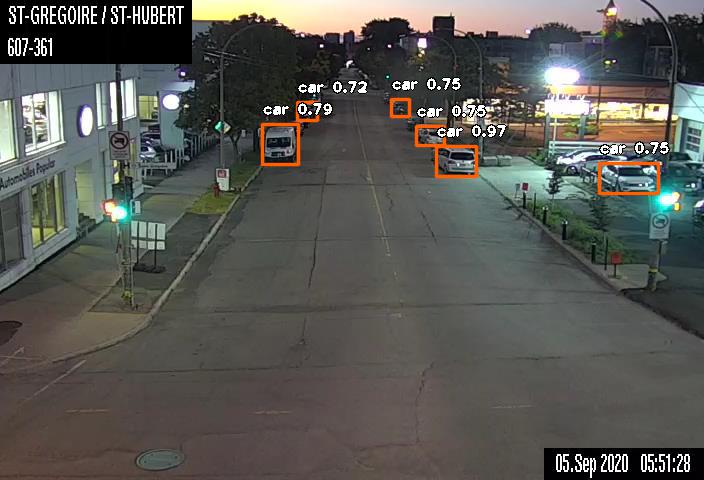 ST-GREGOIRE / ST-HUBERT
607-361
car 0.72
car 0.75
car 0.79
car 0.75
car 0.97
car 0.75
Automobiles Popular
05.Sep 2020 05:51:28